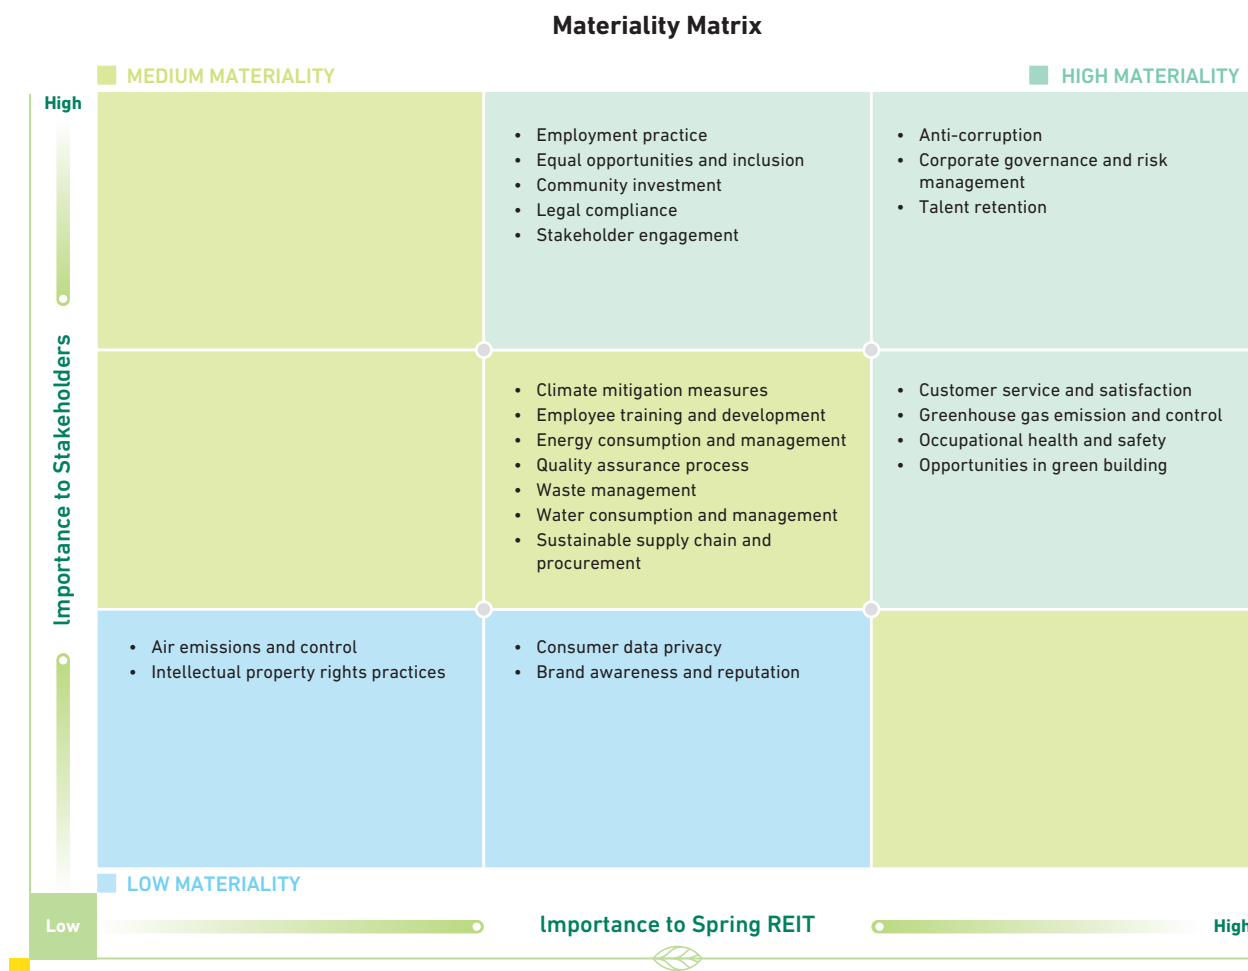 Materiality Matrix
MEDIUM MATERIALITY
HIGH MATERIALITY
High
Importance to Stakeholders
• Employment practice
• Equal opportunities and inclusion
• Community investment
• Legal compliance
• Stakeholder engagement
• Anti-corruption
• Corporate governance and risk
management
• Talent retention
• Climate mitigation measures
• Employee training and development
• Energy consumption and management
• Quality assurance process
• Waste management
• Water consumption and management
• Sustainable supply chain and
procurement
• Customer service and satisfaction
• Greenhouse gas emission and control
• Occupational health and safety
• Opportunities in green building
• Air emissions and control
• Intellectual property rights practices
• Consumer data privacy
• Brand awareness and reputation
LOW MATERIALITY
Low
Importance to Spring REIT
High